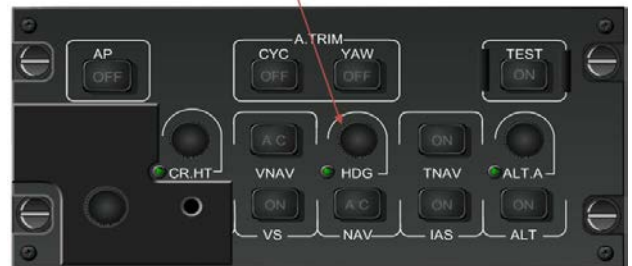 A.TRIM
AP CYC YAW TEST
OFF OFF OFF ON
A C ON
CR.HT VNAV HDG TNAV ALT.A
ON A C ON ON
VS NAV IAS ALT